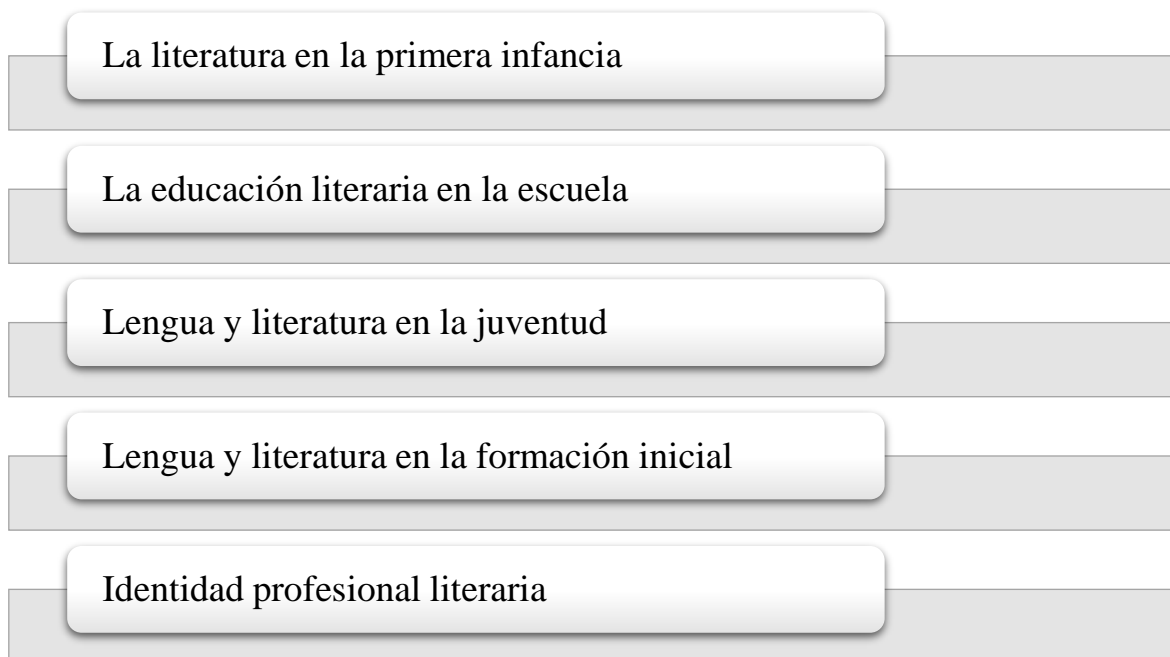 La literatura en la primera infancia
La educación literaria en la escuela
Lengua y literatura en la juventud
Lengua y literatura en la formación inicial
Identidad profesional literaria